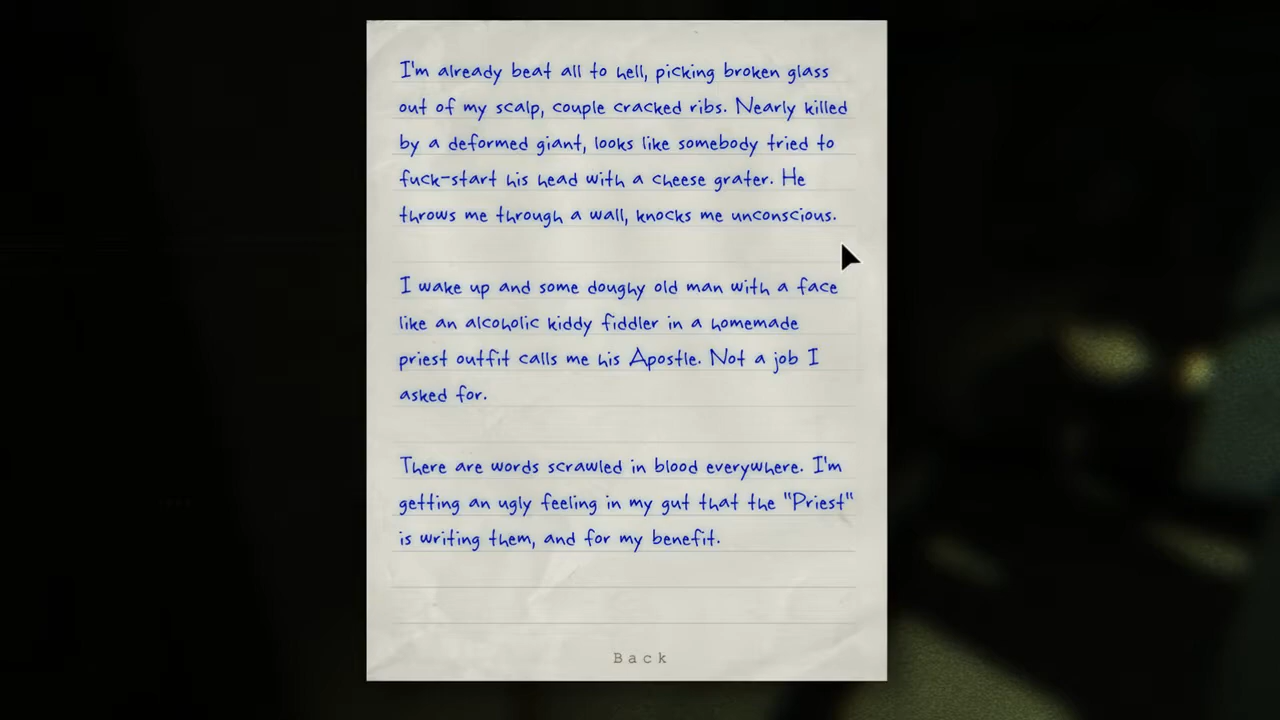 I'm already beat all to hell, picking broken glass
out of my scalp, couple cracked ribs. Nearly killed
by a deformed giant, looks like somebody tried to
fuck-start his head with a cheese grater. He
throws me through a wall, knocks me unconscious.
I wake up and some doughy old man with a face
like an alcoholic kiddy fiddler in a homemade
priest outfit calls me his Apostle. Not a job I
asked for.
There are words scrawled in blood everywhere. I'm
getting an ugly feeling in my gut that the "Priest"
is writing them, and for my benefit.
Back